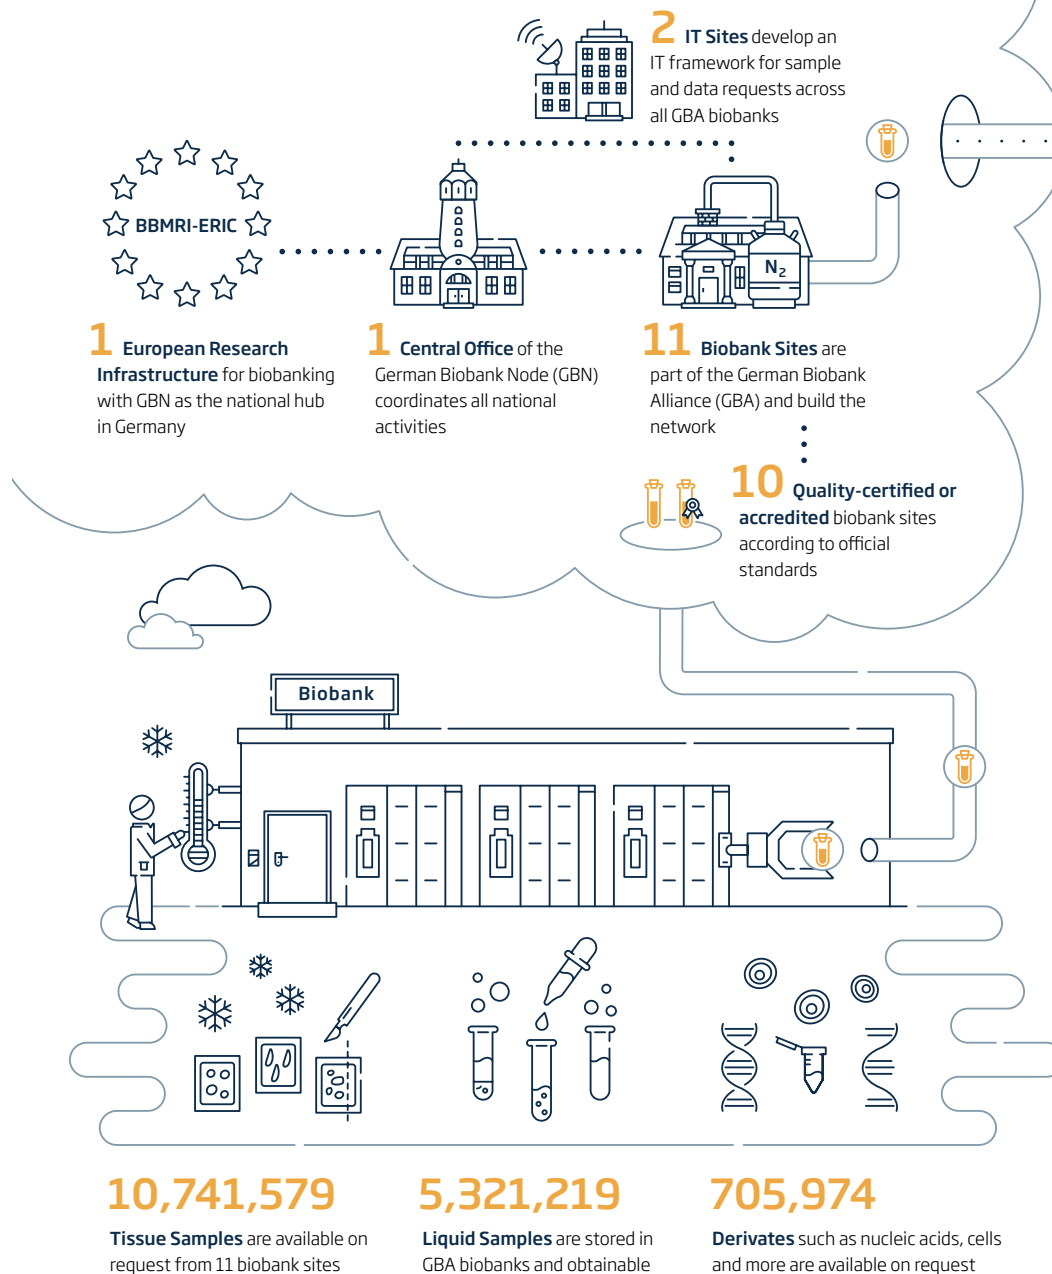 2 IT Sites develop an
IT framework for sample
and data requests across
all GBA biobanks
BBMRI-ERIC
N2
1 European Research
Infrastructure for biobanking
with GBN as the national hub
in Germany
1 Central Office of the
German Biobank Node (GBN)
coordinates all national
activities
11 Biobank Sites are
part of the German Biobank
Alliance (GBA) and build the
network
10 Quality-certified or
accredited biobank sites
according to official
standards
Biobank
10,741,579
Tissue Samples are available on
request from 11 biobank sites
5,321,219
Liquid Samples are stored in
GBA biobanks and obtainable
705,974
Derivates such as nucleic acids, cells
and more are available on request